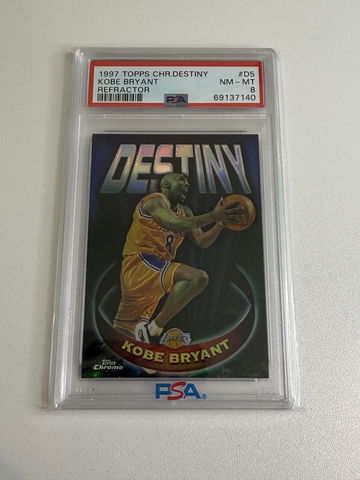 1997 TOPPS CHR.DESTINY #D5
KOBE BRYANT NM-MT
REFRACTOR PSA 8
69137140
DESTINY
8
LAKERS
Topps
Chrome
KOBE BRYANT
PSA®